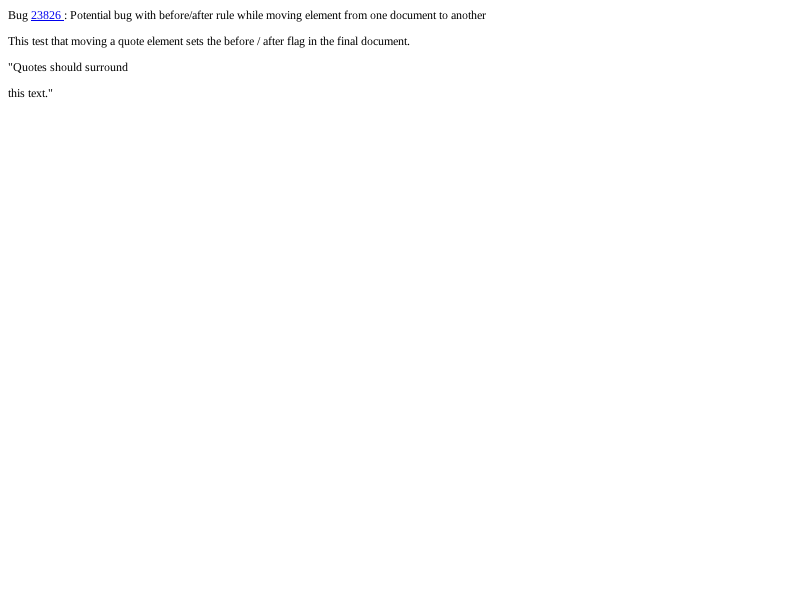 Bug 23826 : Potential bug with before/after rule while moving element from one document to another
This test that moving a quote element sets the before / after flag in the final document.
"Quotes should surround
this text."